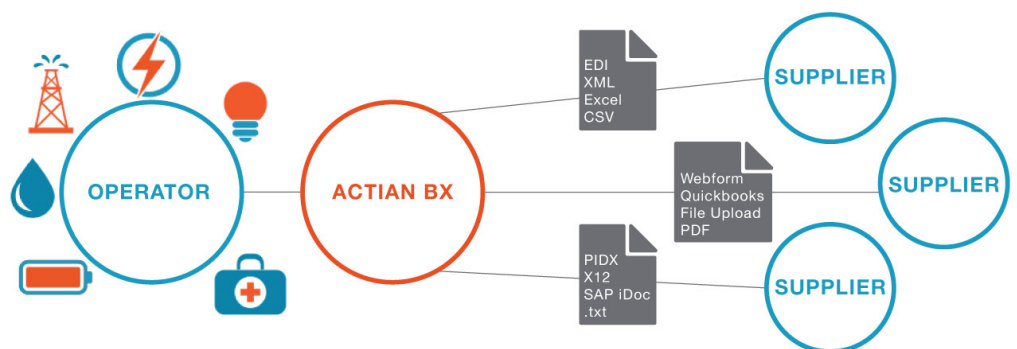 OPERATOR
ACTIAN BX
EDI
XML
Excel
CSV
SUPPLIER
Webform
Quickbooks
File Upload
PDF
SUPPLIER
PIDX
X12
SAP iDoc
.txt
SUPPLIER